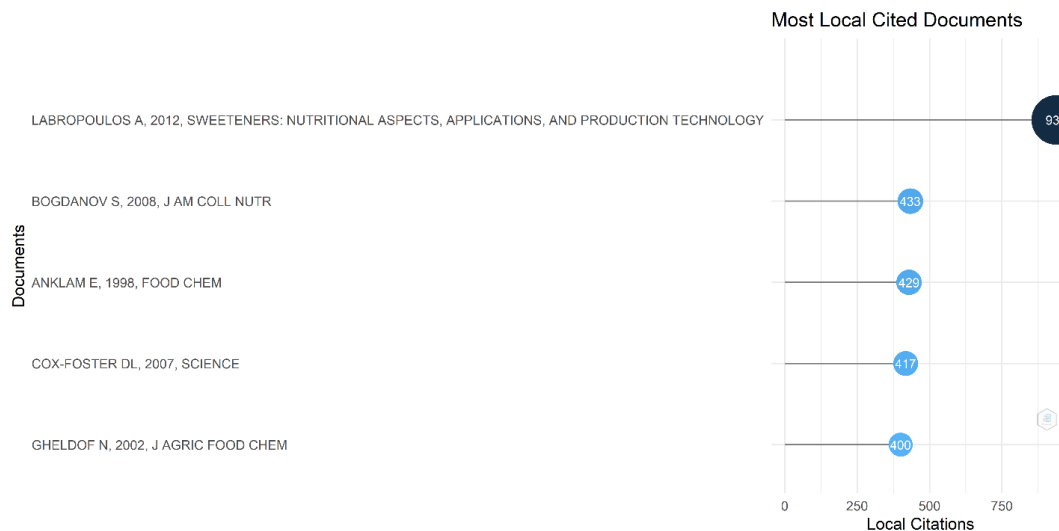 Most Local Cited Documents
LABROPOULOS A, 2012, SWEETENERS: NUTRITIONAL ASPECTS, APPLICATIONS, AND PRODUCTION TECHNOLOGY
93
BOGDANOV S, 2008, J AM COLL NUTR
433
ANKLAM E, 1998, FOOD CHEM
429
COX-FOSTER DL, 2007, SCIENCE
417
GHELDOF N, 2002, J AGRIC FOOD CHEM
400
Documents
0 250 500 750
Local Citations